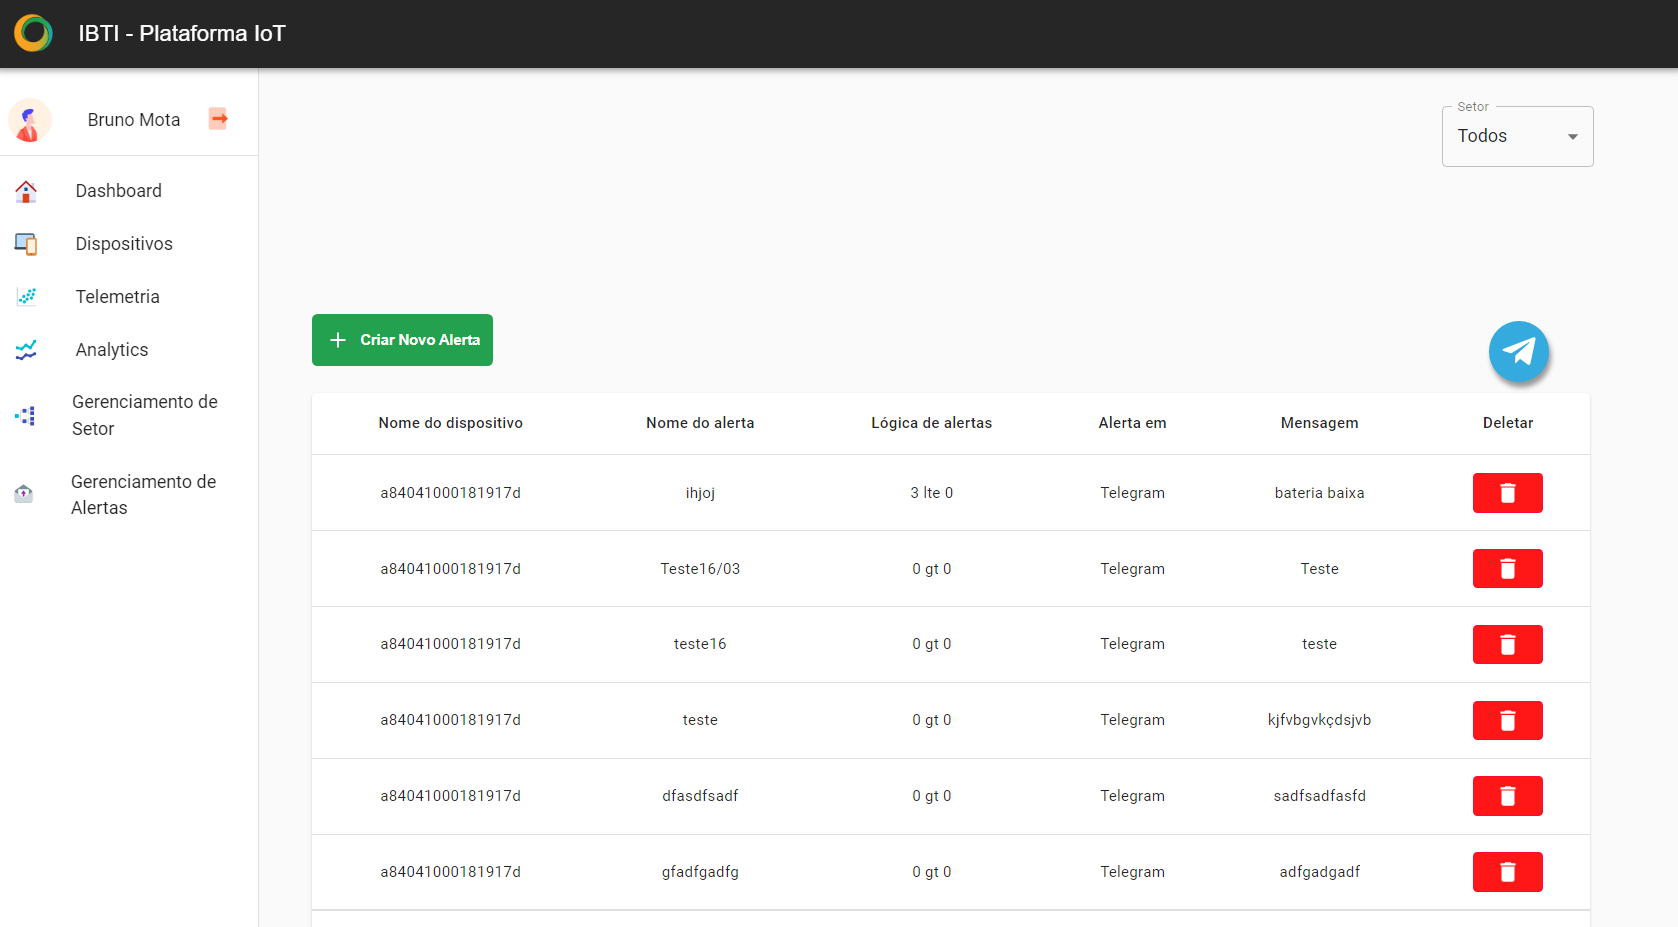 IBTI - Plataforma IoT
Bruno Mota
Dashboard
Dispositivos
Telemetria
Analytics
Gerenciamento de
Setor
Gerenciamento de
Alertas
Setor
Todos
Criar Novo Alerta
Nome do dispositivo Nome do alerta Lógica de alertas Alerta em Mensagem Deletar
a84041000181917d ihjoj 3 lte 0 Telegram bateria baixa
a84041000181917d Teste16/03 0 gt 0 Telegram Teste
a84041000181917d teste16 0 gt 0 Telegram teste
a84041000181917d teste 0 gt 0 Telegram kjfvbgvkçdsjvb
a84041000181917d dfasdfsadf 0 gt 0 Telegram sadfsadfasfd
a84041000181917d gfadfgadfg 0 gt 0 Telegram adfgadgadf